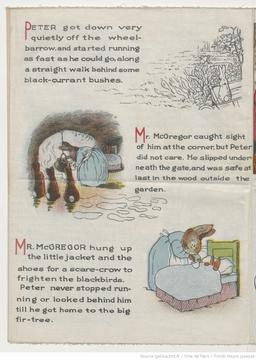 PETER got down very
quietly off the wheel-
barrow, and started running
as fast as he could go, along
a straight walk behind some
black-currant bushes.
Mr. McGregor caught sight
of him at the corner, but Peter
did not care. He slipped under-
neath the gate, and was safe at
last in the wood outside the
garden.
MR. McGREGOR hung up
the little jacket and the
shoes for a scare-crow to
frighten the blackbirds.
Peter never stopped run-
ning or looked behind him
till he got home to the big
fir-tree.
Source gallica.bnf.fr / Ville de Paris / Fonds Heure joyeuse